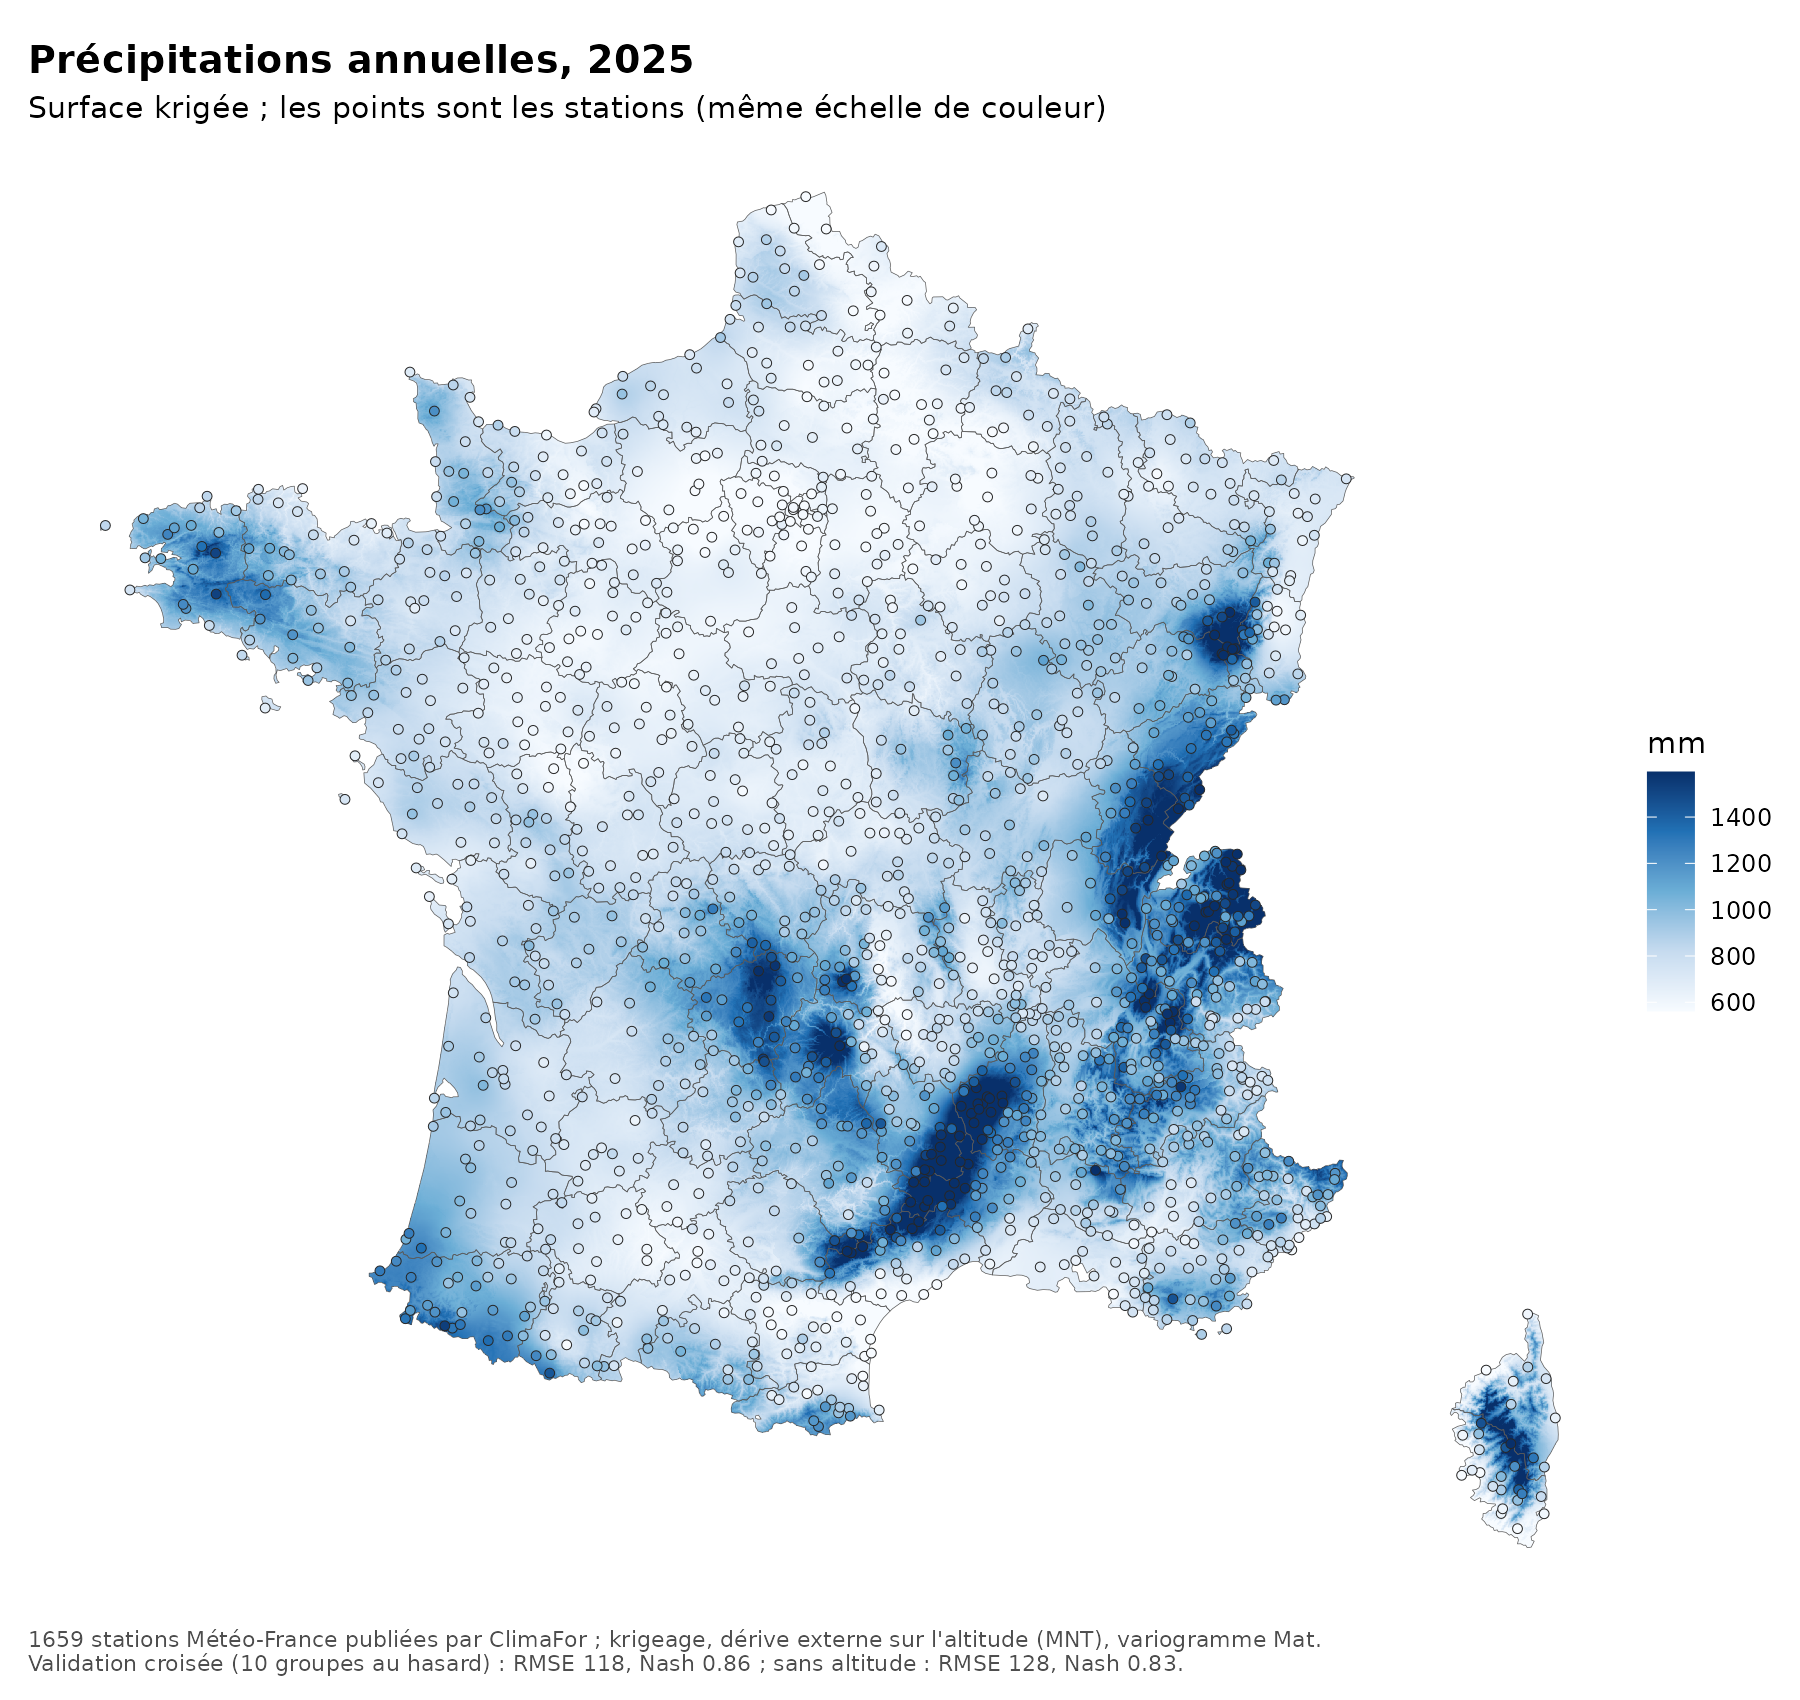 Précipitations annuelles, 2025
Surface krigée ; les points sont les stations (même échelle de couleur)
mm
1400
1200
1000
800
600
1659 stations Météo-France publiées par ClimaFor ; krigeage, dérive externe sur l'altitude (MNT), variogramme Mat.
Validation croisée (10 groupes au hasard) : RMSE 118, Nash 0.86 ; sans altitude : RMSE 128, Nash 0.83.